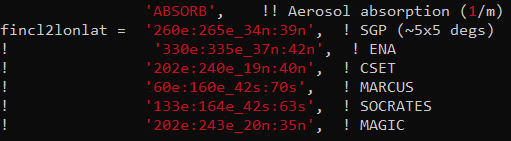 'ABSORB', !! Aerosol absorption (1/m)
fincl2lonlat = '260e:265e_34n:39n', ! SGP (~5x5 degs)
! '330e:335e_37n:42n', ! ENA
! '202e:240e_19n:40n', ! CSET
! '60e:160e_42s:70s', ! MARCUS
! '133e:164e_42s:63s', ! SOCRATES
! '202e:243e_20n:35n', ! MAGIC